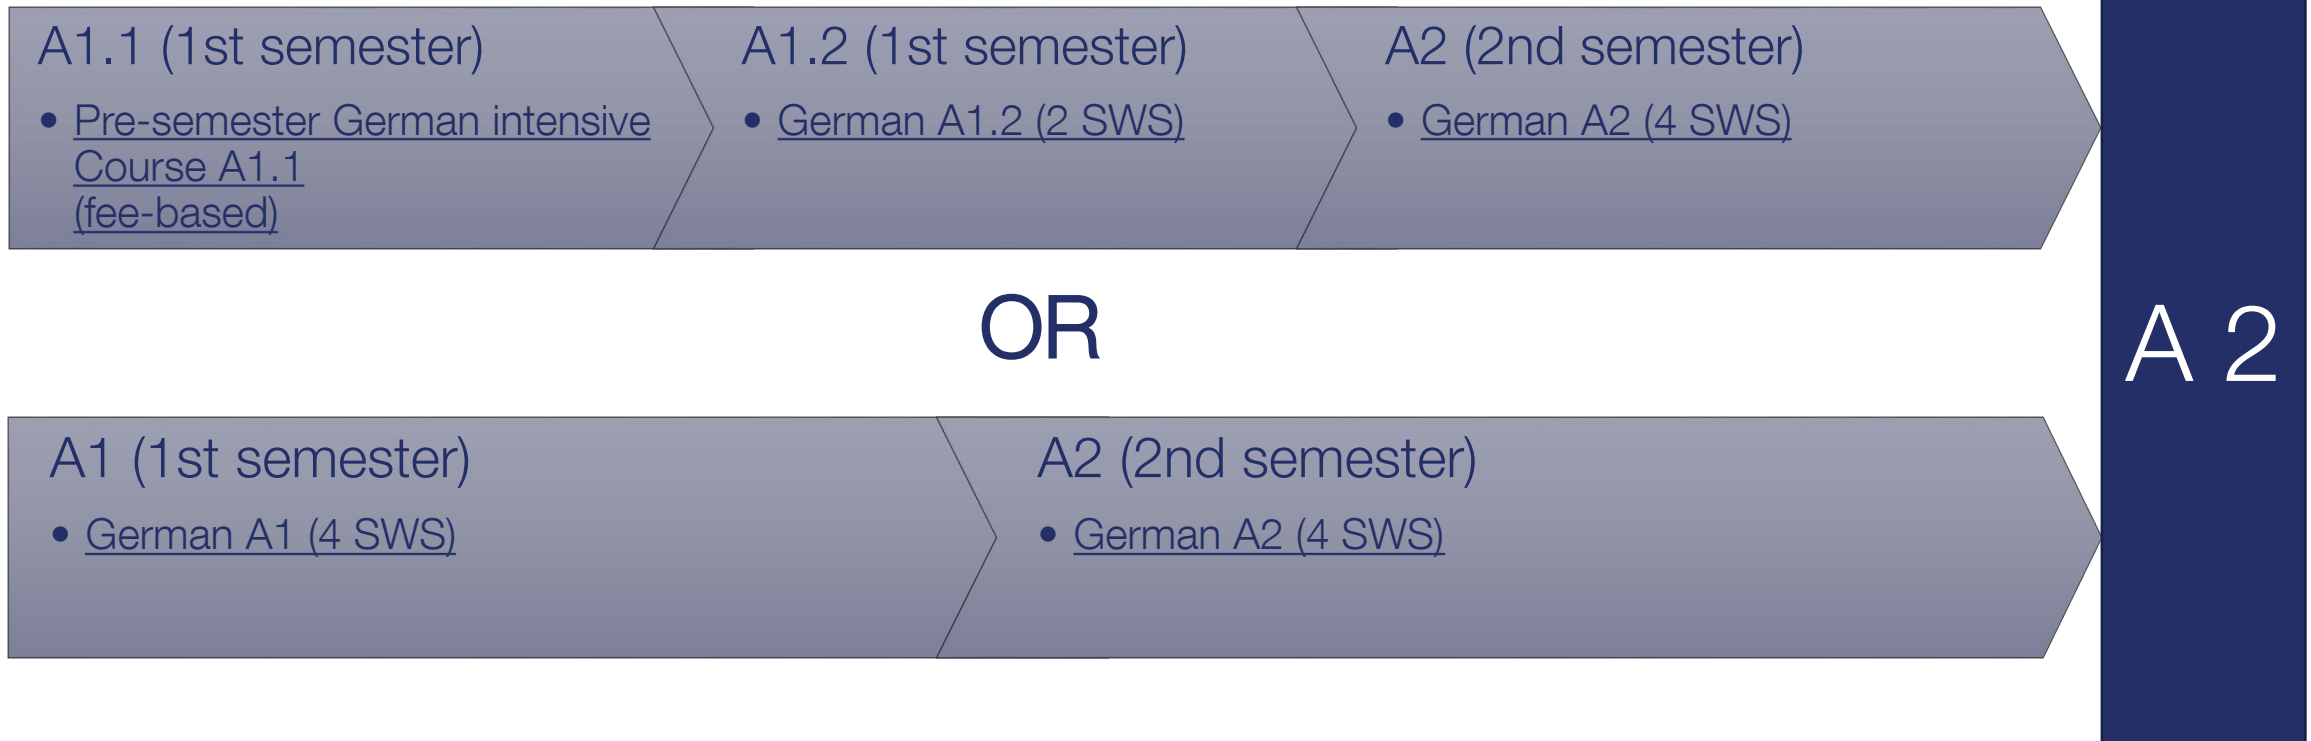 A1.1 (1st semester)
• Pre-semester German intensive
Course A1.1
(fee-based)
A1.2 (1st semester)
• German A1.2 (2 SWS)
A2 (2nd semester)
• German A2 (4 SWS)
OR
A1 (1st semester)
• German A1 (4 SWS)
A2 (2nd semester)
• German A2 (4 SWS)
A 2